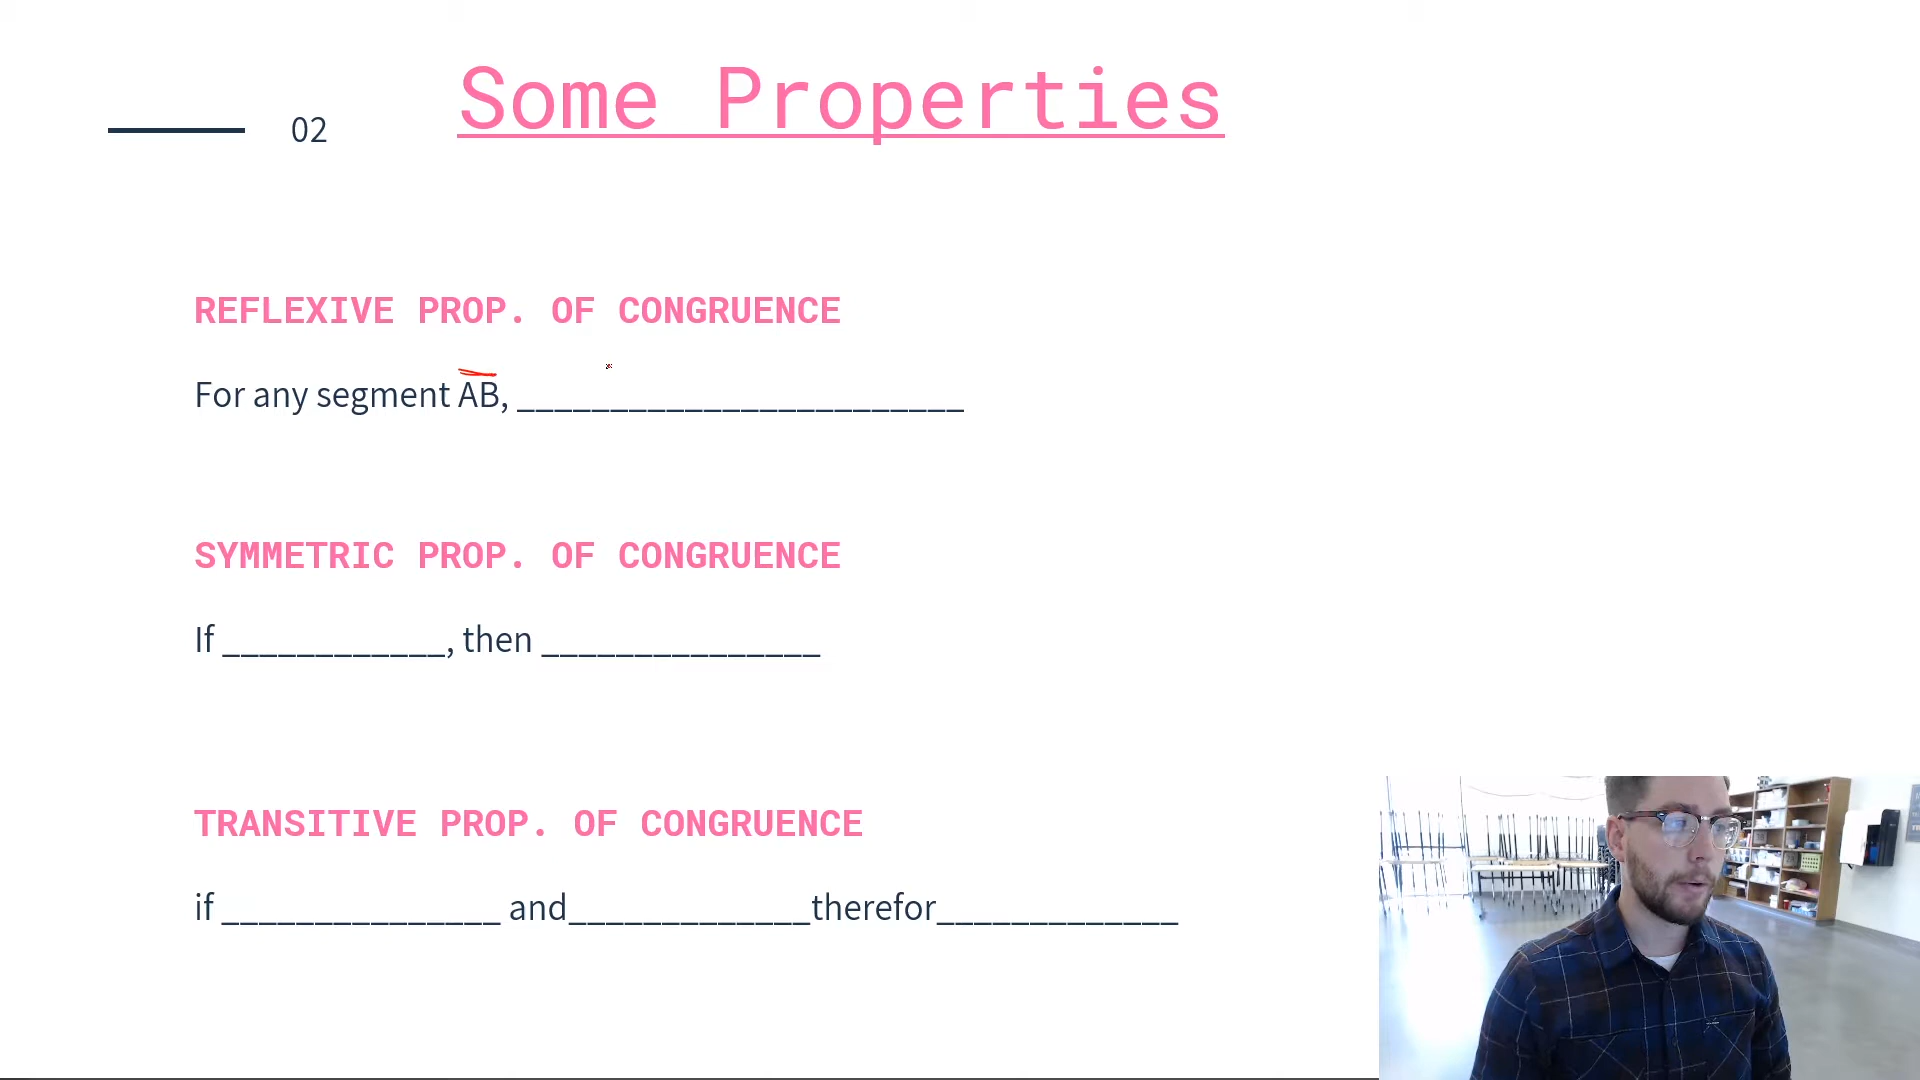 02
Some Properties
REFLEXIVE PROP. OF CONGRUENCE
For any segment AB, ________________________
SYMMETRIC PROP. OF CONGRUENCE
If ____________, then _______________
TRANSITIVE PROP. OF CONGRUENCE
if _______________ and_____________therefor_____________